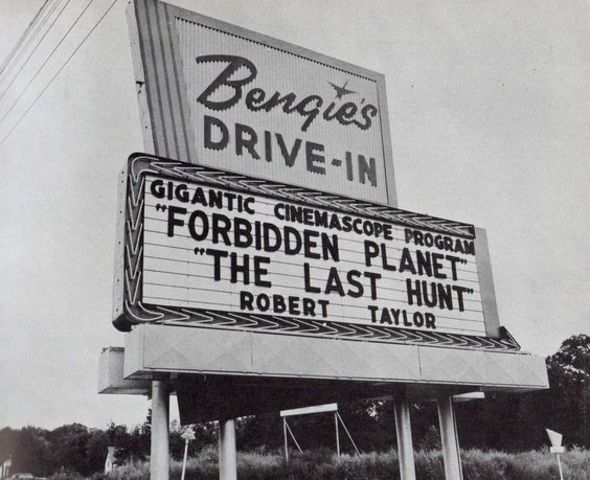 Bengies
DRIVE-IN
GIGANTIC CINEMASCOPE PROGRAM
"FORBIDDEN PLANET"
"THE LAST HUNT"
ROBERT TAYLOR